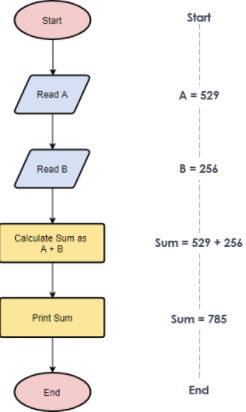 Start
Start
Read A
A = 529
Read B
B = 256
Calculate Sum as
A + B
Sum = 529 + 256
Print Sum
Sum = 785
End
End